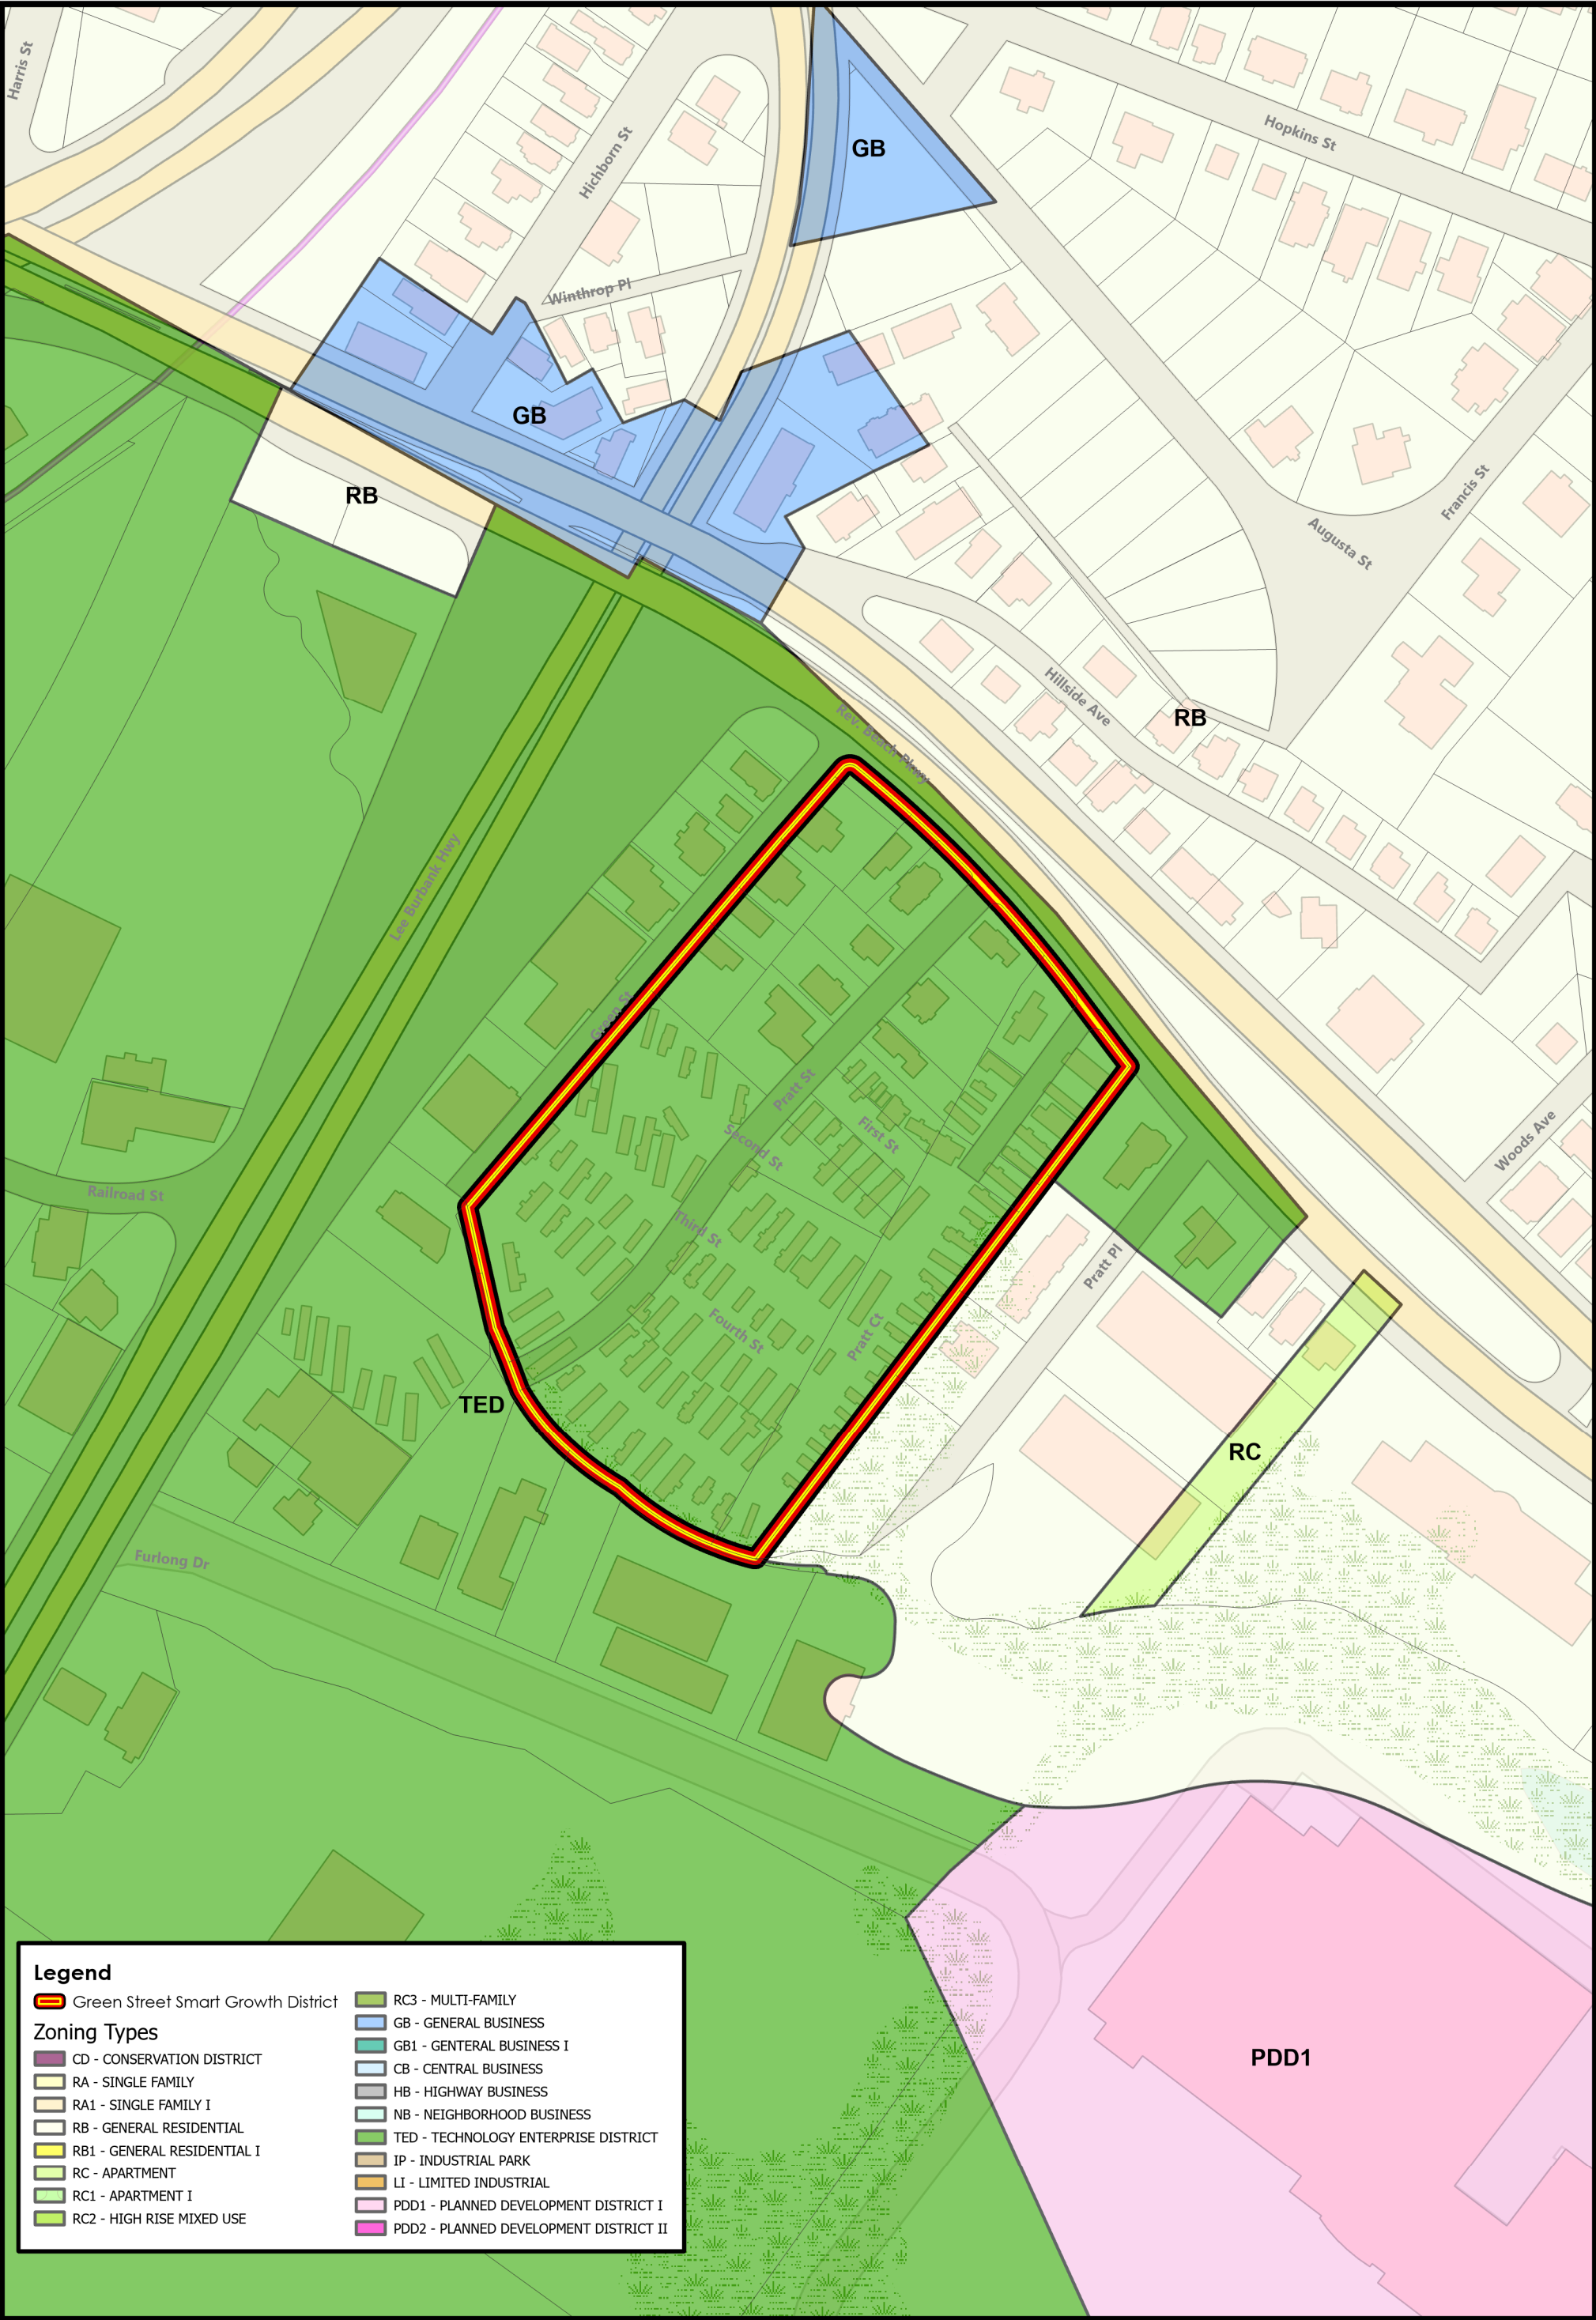 Harris St
Hichborn St
GB
Hopkins St
Winthrop Pl
GB
RB
Francis St
Augusta St
Hillside Ave
RB
Rev. Beach Pkwy
Lee Burbank Hwy
Green St
Pratt St
First St
Second St
Woods Ave
Railroad St
Third St
Pratt Pl
Fourth St
Pratt Ct
TED
RC
Furlong Dr
PDD1
Legend
Green Street Smart Growth District
Zoning Types
CD - CONSERVATION DISTRICT
RA - SINGLE FAMILY
RA1 - SINGLE FAMILY I
RB - GENERAL RESIDENTIAL
RB1 - GENERAL RESIDENTIAL I
RC - APARTMENT
RC1 - APARTMENT I
RC2 - HIGH RISE MIXED USE
RC3 - MULTI-FAMILY
GB - GENERAL BUSINESS
GB1 - GENTERAL BUSINESS I
CB - CENTRAL BUSINESS
HB - HIGHWAY BUSINESS
NB - NEIGHBORHOOD BUSINESS
TED - TECHNOLOGY ENTERPRISE DISTRICT
IP - INDUSTRIAL PARK
LI - LIMITED INDUSTRIAL
PDD1 - PLANNED DEVELOPMENT DISTRICT I
PDD2 - PLANNED DEVELOPMENT DISTRICT II